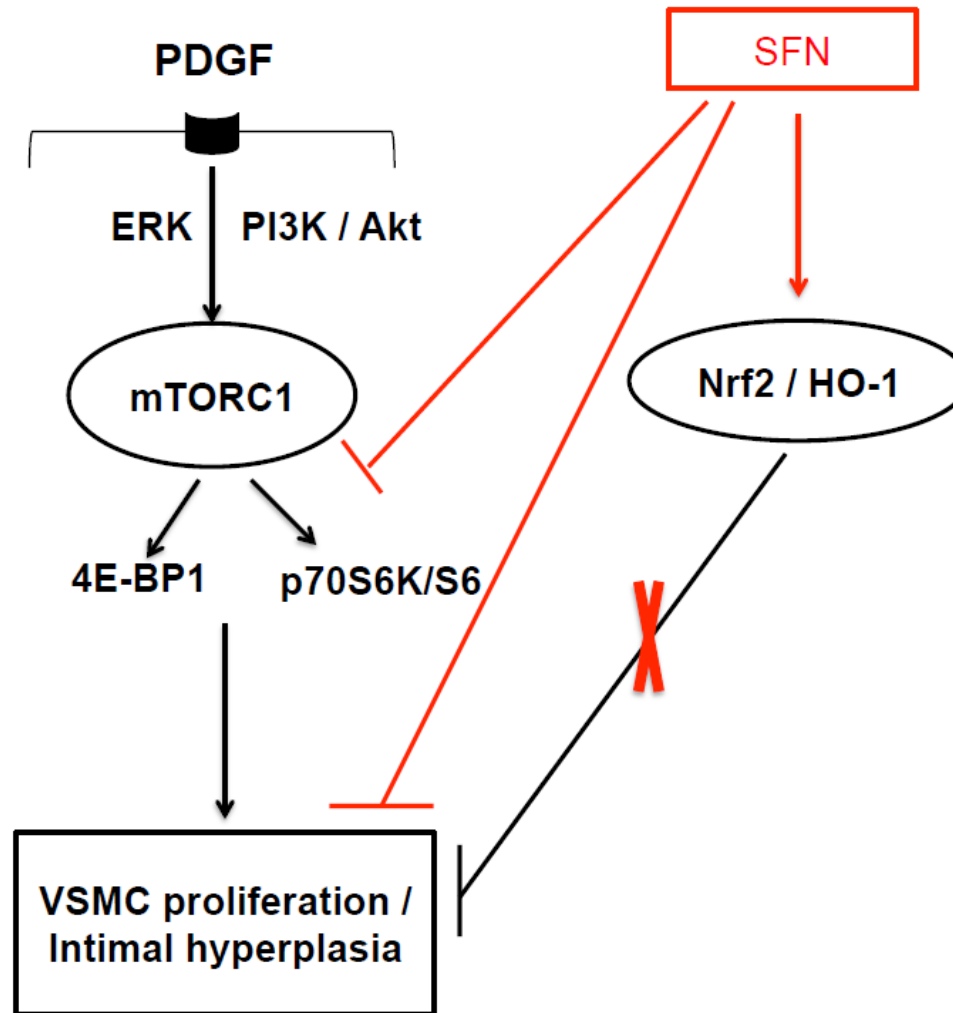 PDGF
SFN
ERK
PI3K / Akt
mTORC1
Nrf2 / HO-1
4E-BP1
p70S6K/S6
VSMC proliferation /
Intimal hyperplasia